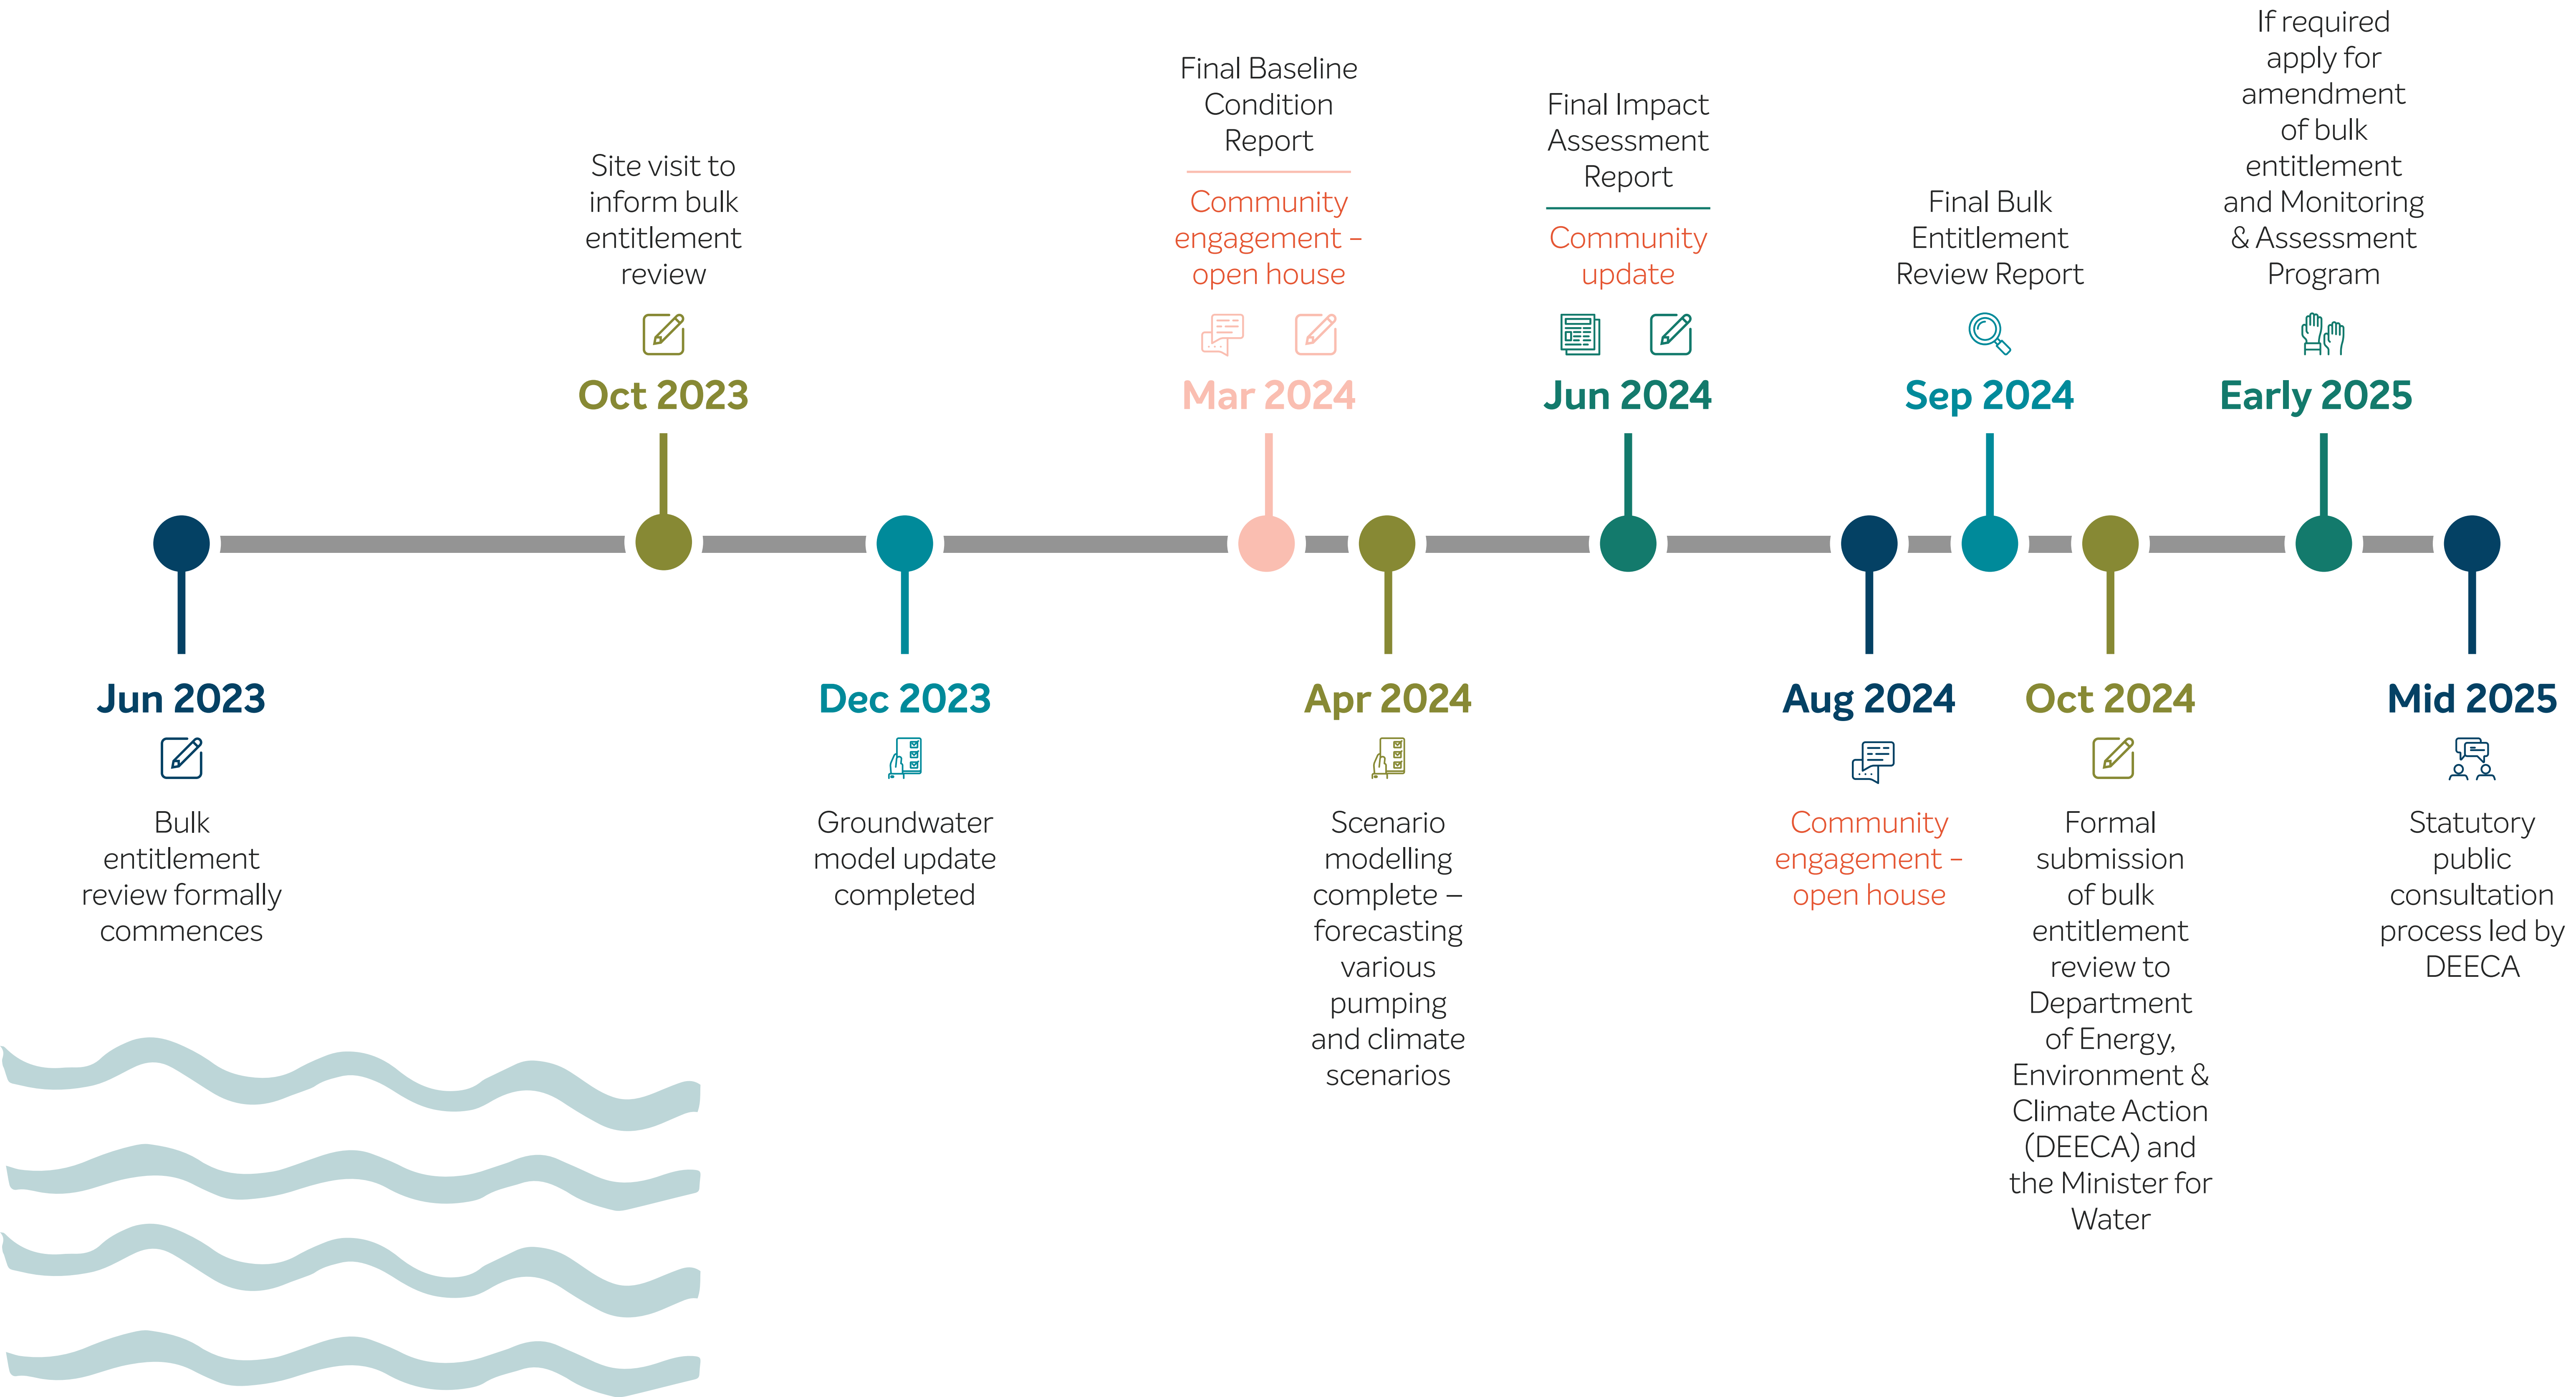 Jun 2023
Bulk
entitlement
review formally
commences
Site visit to
inform bulk
entitlement
review
Oct 2023
Dec 2023
Groundwater
model update
completed
Final Baseline
Condition
Report
Community
engagement –
open house
Mar 2024
Apr 2024
Scenario
modelling
complete –
forecasting
various
pumping
and climate
scenarios
Final Impact
Assessment
Report
Community
update
Jun 2024
Aug 2024
Community
engagement –
open house
Final Bulk
Entitlement
Review Report
Sep 2024
Oct 2024
Formal
submission
of bulk
entitlement
review to
Department
of Energy,
Environment &
Climate Action
(DEECA) and
the Minister for
Water
If required
apply for
amendment
of bulk
entitlement
and Monitoring
& Assessment
Program
Early 2025
Mid 2025
Statutory
public
consultation
process led by
DEECA